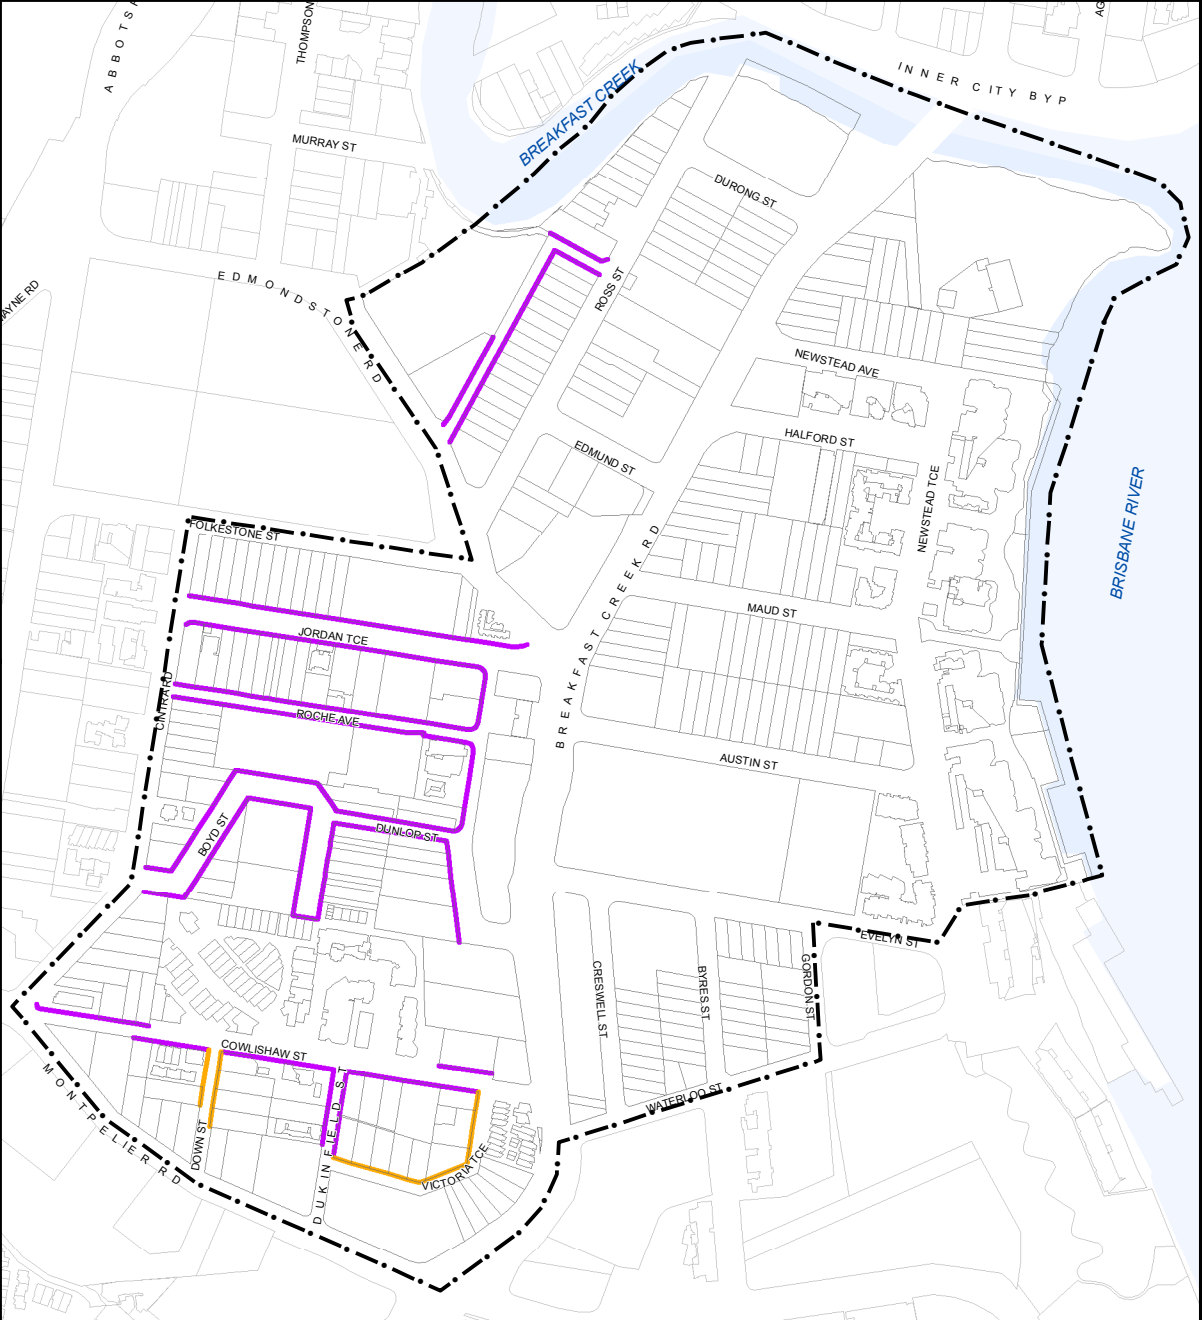 THOMPSON
INNER CITY BYP
BREAKFAST CREEK
MURRAY ST
DURONG ST
EDMONDSTONE RD
ROSS ST
NEWSTEAD AVE
HALFORD ST
EDMUND ST
NEWSTEAD TCE
BRISBANE RIVER
FOLKESTONE ST
BREAKFAST CREEK RD
MAUD ST
JORDAN TCE
CINTRA RD
ROCHE AVE
AUSTIN ST
BOYD ST
DUNLOP ST
EVELYN ST
CRESWELL ST
BYRES ST
GORDON ST
COWLISHAW ST
MONTPELIER RD
WATERLOO ST
DOWN ST
DUKINFIELD ST
VICTORIA TCE